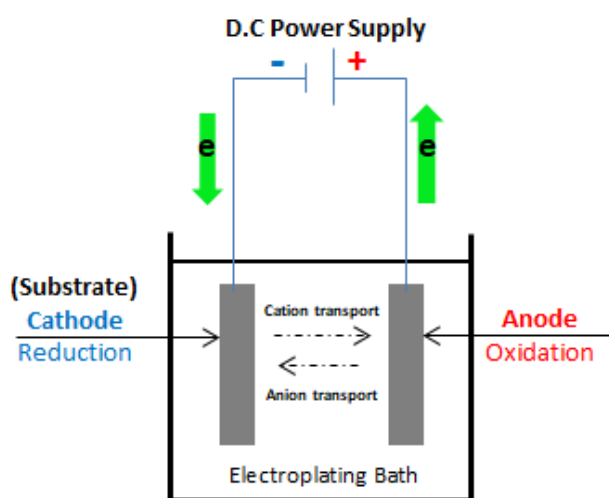 D.C Power Supply
- +
e e
(Substrate)
Cathode
Reduction
Cation transport
Anion transport
Anode
Oxidation
Electroplating Bath